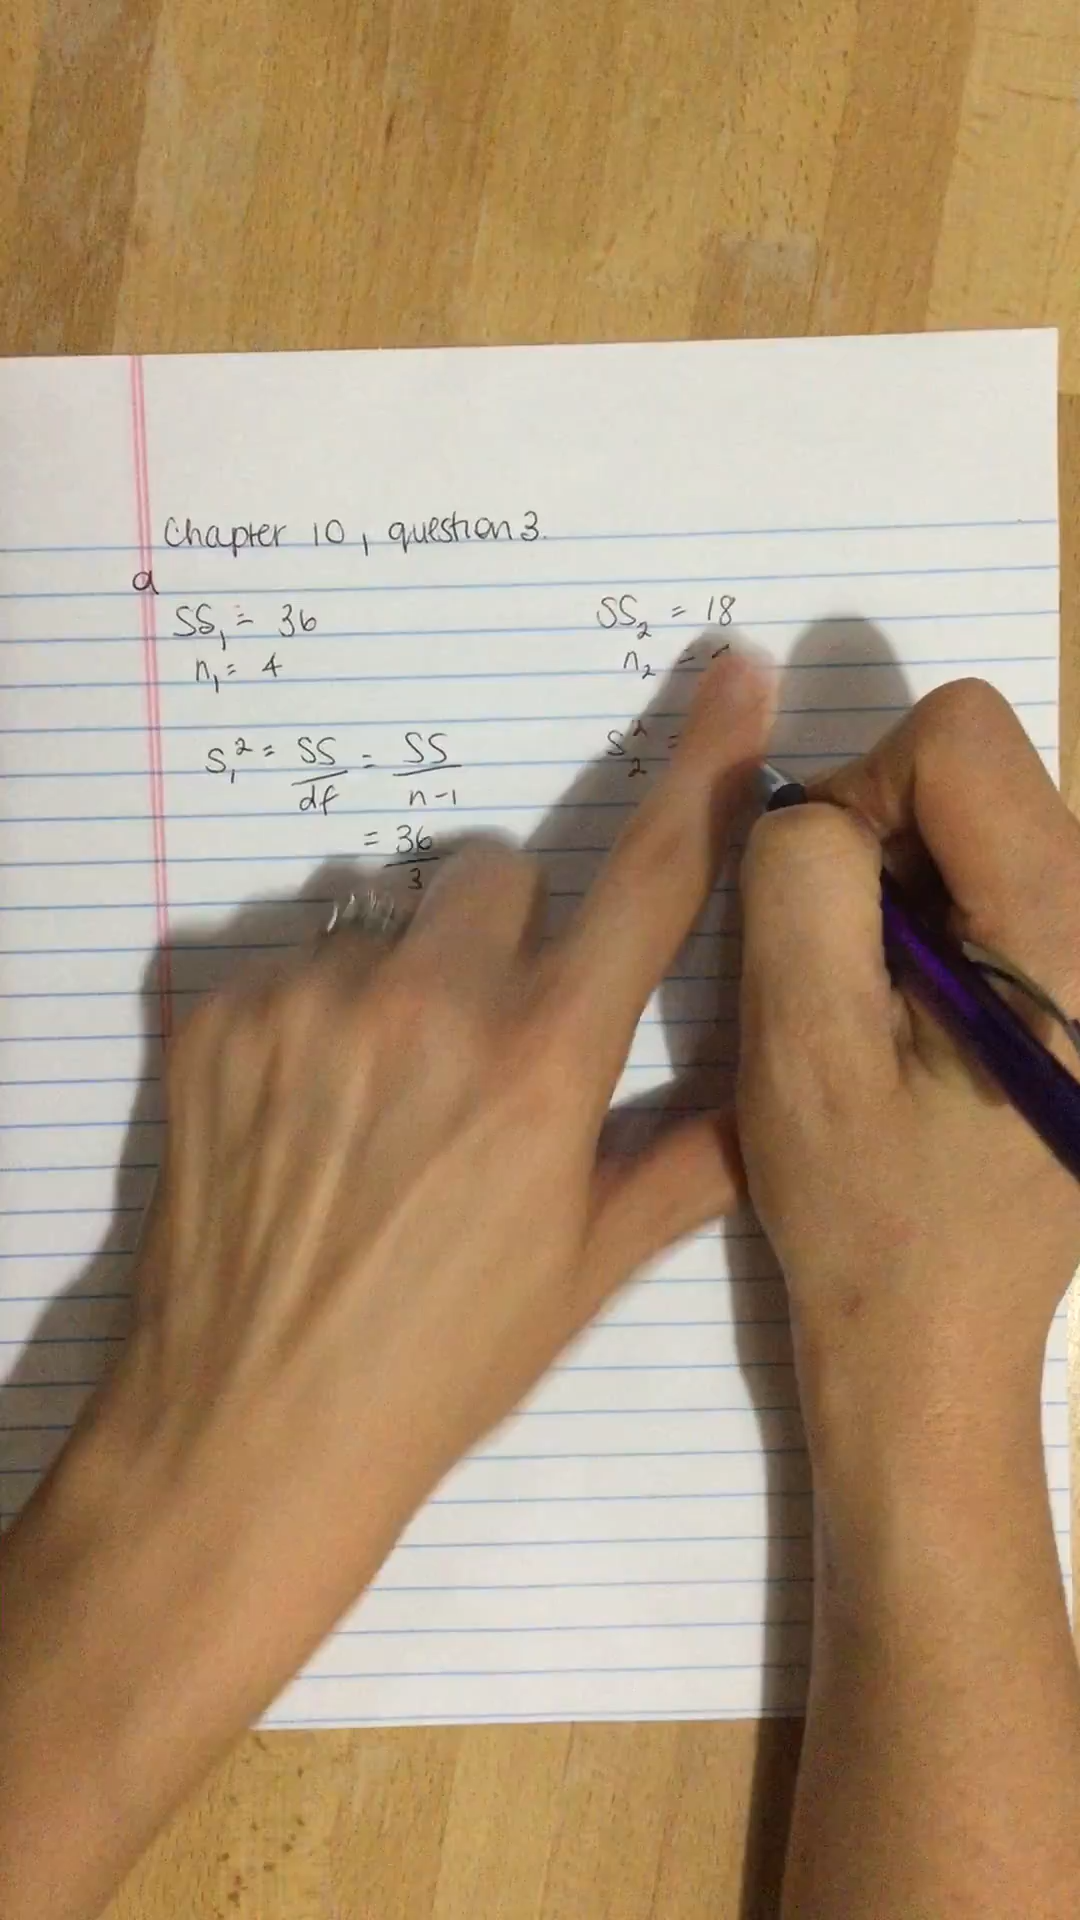 Chapter 10, question 3.
a
SS₁ = 36
SS₂ = 18
n₁ = 4
n₂ =
S₁² = SS/df = SS/n-1
S₂² =
= 36/3